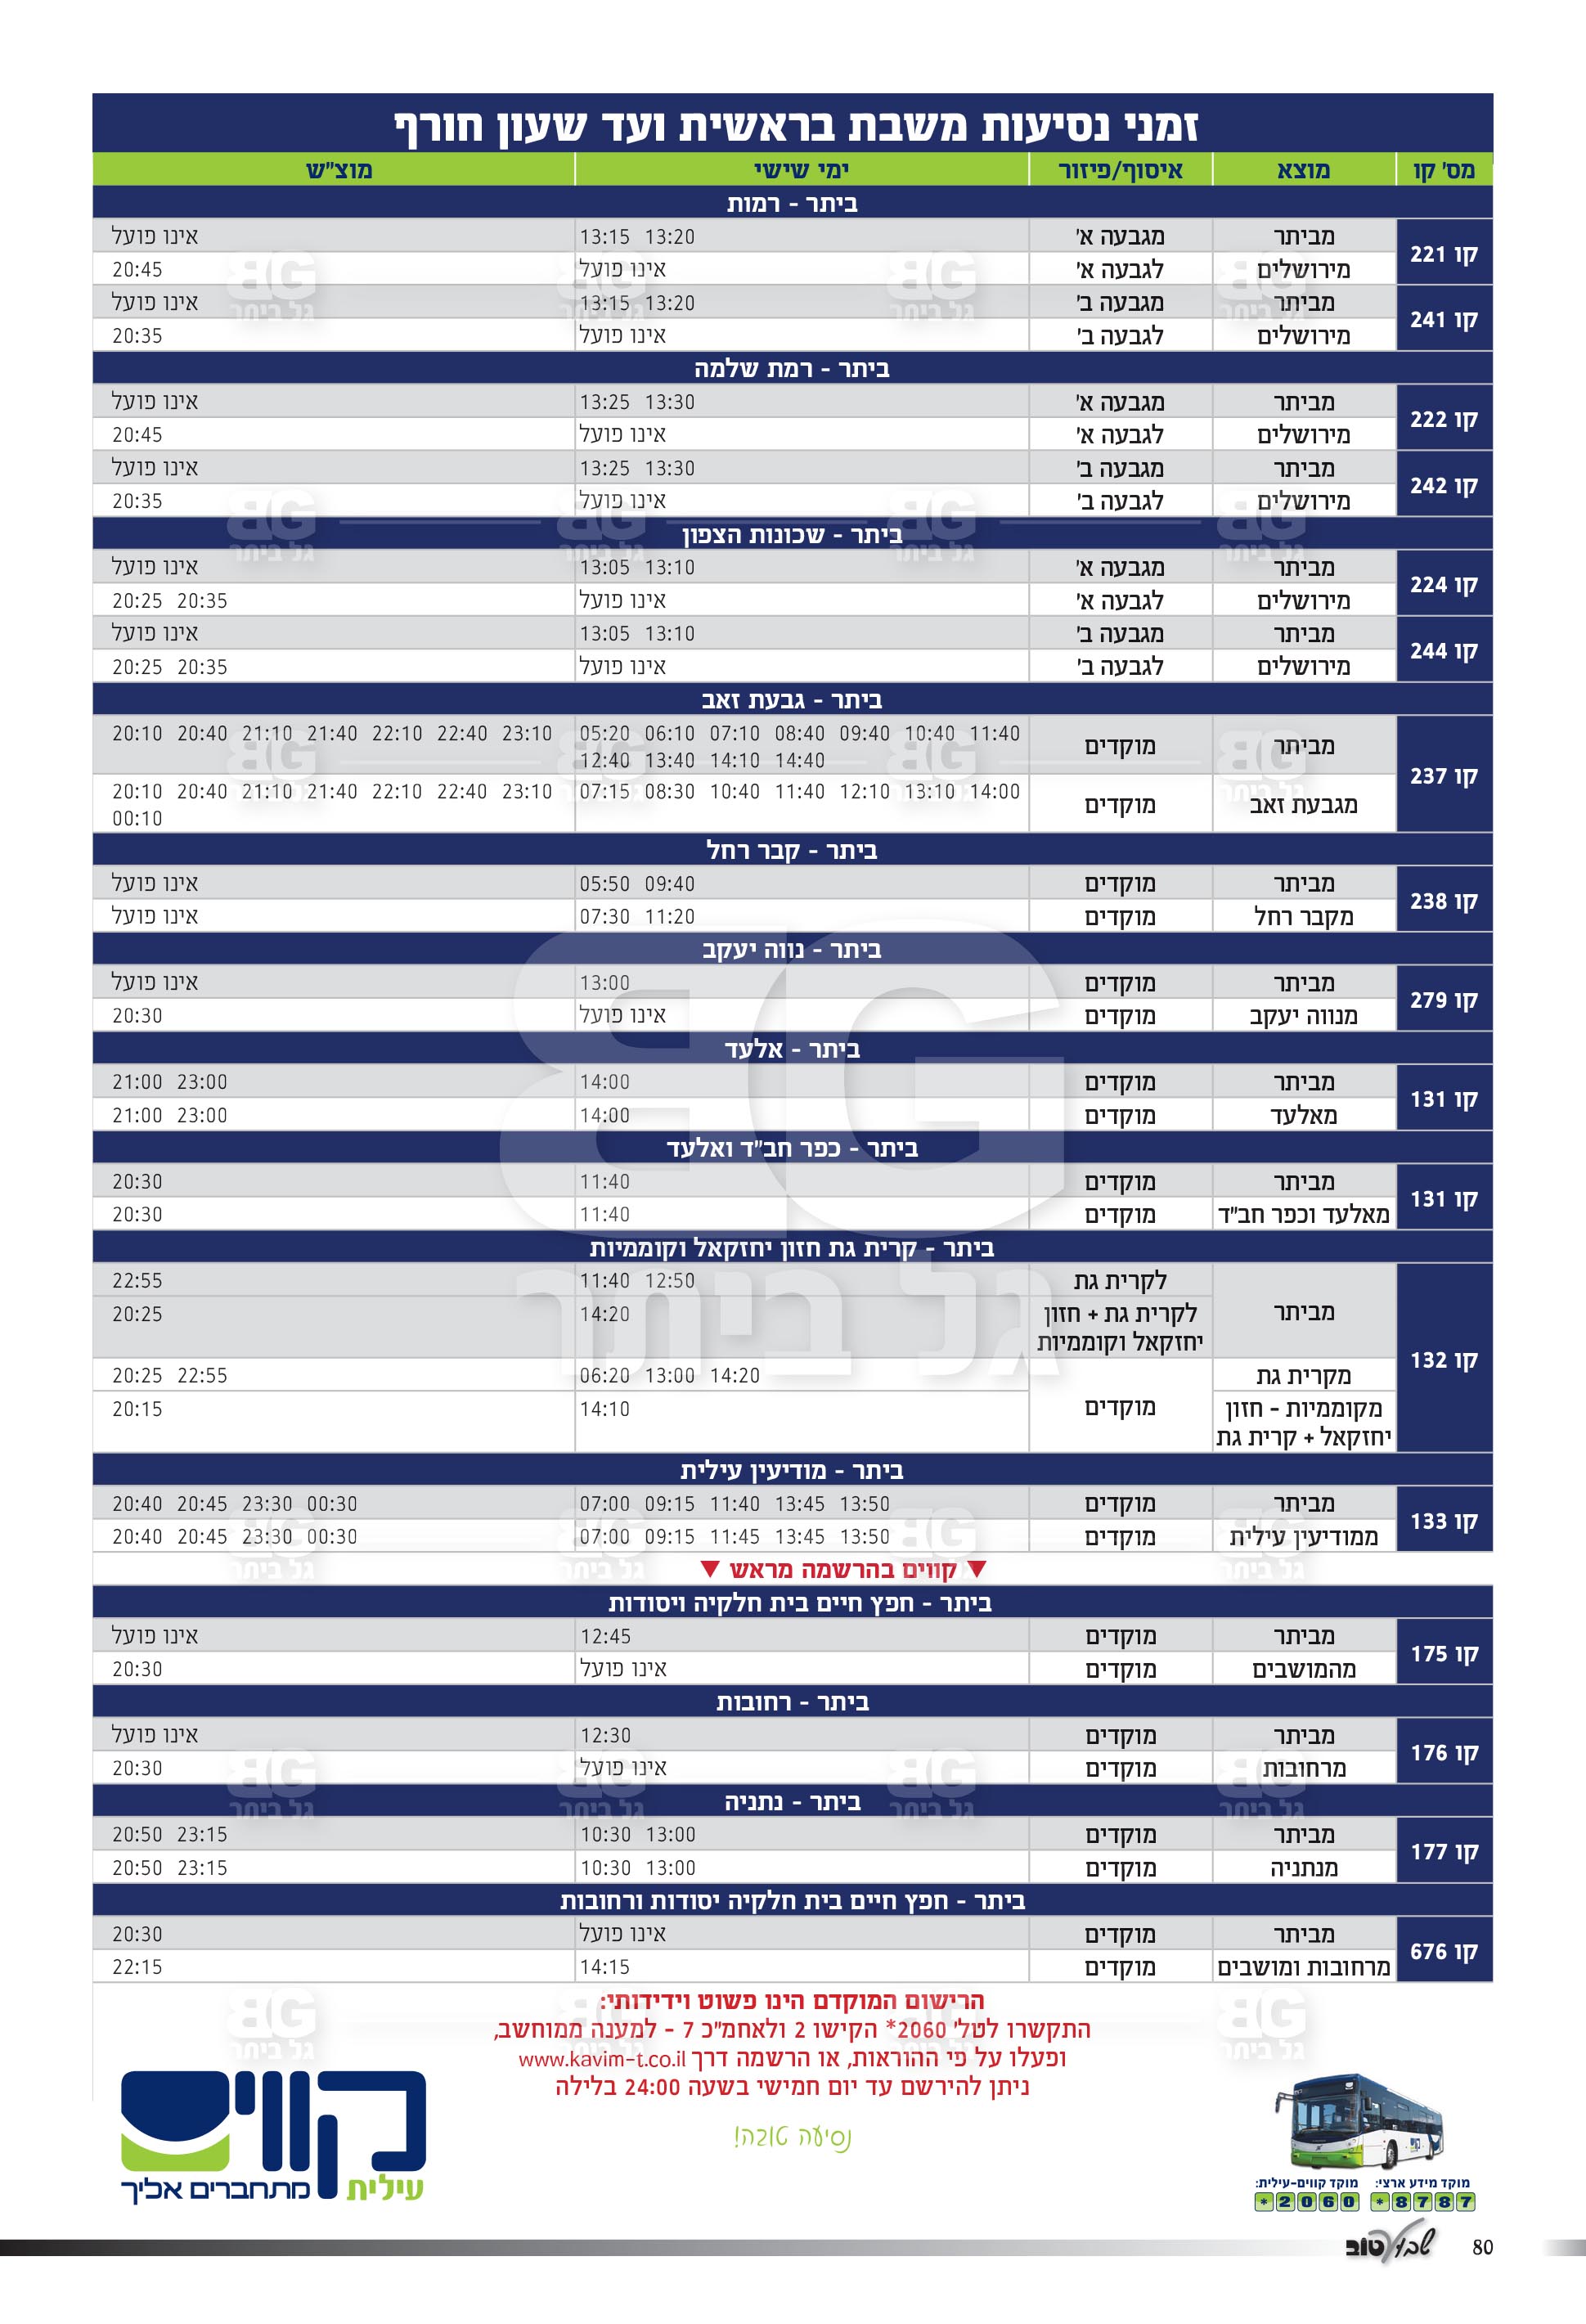 זמני נסיעות משבת בראשית ועד שעון חורף
מס' קו מוצא איסוף/פיזור ימי שישי מוצ"ש
ביתר - רמות
קו 221
מביתר מגבעה א' 13:15 13:20 אינו פועל
מירושלים לגבעה א' אינו פועל 20:45
קו 241
מביתר מגבעה ב' 13:15 13:20 אינו פועל
מירושלים לגבעה ב' אינו פועל 20:35
ביתר - רמת שלמה
קו 222
מביתר מגבעה א' 13:25 13:30 אינו פועל
מירושלים לגבעה א' אינו פועל 20:45
קו 242
מביתר מגבעה ב' 13:25 13:30 אינו פועל
מירושלים לגבעה ב' אינו פועל 20:35
ביתר - שכונות הצפון
קו 224
מביתר מגבעה א' 13:05 13:10 אינו פועל
מירושלים לגבעה א' אינו פועל 20:25 20:35
קו 244
מביתר מגבעה ב' 13:05 13:10 אינו פועל
מירושלים לגבעה ב' אינו פועל 20:25 20:35
ביתר - גבעת זאב
קו 237
מביתר מוקדים 05:20 06:10 07:10 08:40 09:40 10:40 11:40 20:10 20:40 21:10 21:40 22:10 22:40 23:10
12:40 13:40 14:10 14:40
מגבעת זאב מוקדים 07:15 08:30 10:40 11:40 12:10 13:10 14:00 20:10 20:40 21:10 21:40 22:10 22:40 23:10
00:10
ביתר - קבר רחל
קו 238
מביתר מוקדים 05:50 09:40 אינו פועל
מקבר רחל מוקדים 07:30 11:20 אינו פועל
ביתר - נווה יעקב
קו 279
מביתר מוקדים 13:00 אינו פועל
מנווה יעקב מוקדים אינו פועל 20:30
ביתר - אלעד
קו 131
מביתר מוקדים 14:00 21:00 23:00
מאלעד מוקדים 14:00 21:00 23:00
ביתר - כפר חב"ד ואלעד
קו 131
מביתר מוקדים 11:40 20:30
מאלעד וכפר חב"ד מוקדים 11:40 20:30
ביתר - קרית גת חזון יחזקאל וקוממיות
קו 132
מביתר
לקרית גת 11:40 12:50 22:55
לקרית גת + חזון 14:20 20:25
יחזקאל וקוממיות
מקרית גת 06:20 13:00 14:20 20:25 22:55
מוקדים
מקוממיות - חזון 14:10 20:15
יחזקאל + קרית גת
ביתר - מודיעין עילית
קו 133
מביתר מוקדים 07:00 09:15 11:40 13:45 13:50 20:40 20:45 23:30 00:30
ממודיעין עילית מוקדים 07:00 09:15 11:45 13:45 13:50 20:40 20:45 23:30 00:30
▼ קווים בהרשמה מראש ▼
ביתר - חפץ חיים בית חלקיה ויסודות
קו 175
מביתר מוקדים 12:45 אינו פועל
מהמושבים מוקדים אינו פועל 20:30
ביתר - רחובות
קו 176
מביתר מוקדים 12:30 אינו פועל
מרחובות מוקדים אינו פועל 20:30
ביתר - נתניה
קו 177
מביתר מוקדים 10:30 13:00 20:50 23:15
מנתניה מוקדים 10:30 13:00 20:50 23:15
ביתר - חפץ חיים בית חלקיה יסודות ורחובות
קו 676
מביתר מוקדים אינו פועל 20:30
מרחובות ומושבים מוקדים 14:15 22:15
הרישום המוקדם הינו פשוט וידידותי:
התקשרו לטל' 2060* הקישו 2 ולאחמ"כ 7 - למענה ממוחשב,
ופעלו על פי ההוראות, או הרשמה דרך www.kavim-t.co.il
ניתן להירשם עד יום חמישי בשעה 24:00 בלילה
נסיעה טובה!
קווים
עילית מתחברים אליך
מוקד מידע ארצי: מוקד קווים-עילית:
*8787 *2060
80 שבוע טוב
BG
גל ביתר